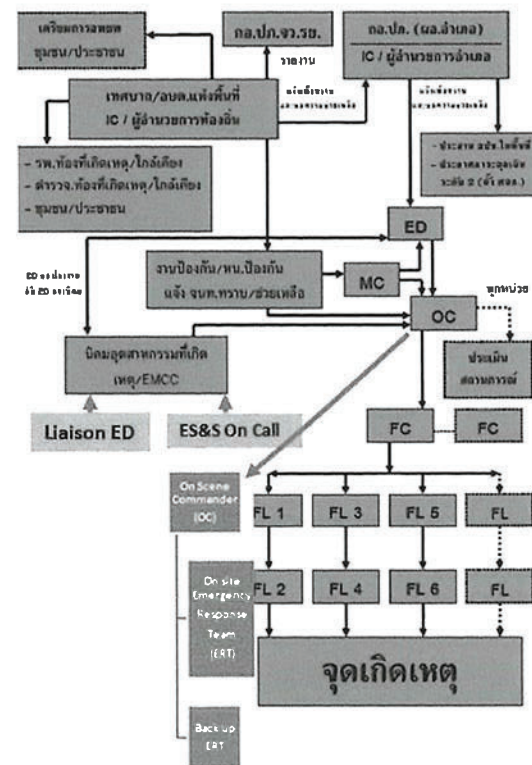 เตรียมการอพยพ
ชุมชน/ประชาชน
กอ.ปภ.จว.รย.
กอ.ปภ. (ผอ.อำเภอ)
IC / ผู้อำนวยการอำเภอ
รายงาน
เทศบาล/อบต.แห่งพื้นที่
IC / ผู้อำนวยการท้องถิ่น
- รพ.ท้องที่เกิดเหตุ/ใกล้เคียง
- ตำรวจ.ท้องที่เกิดเหตุ/ใกล้เคียง
- ชุมชน/ประชาชน
ED
งานป้องกัน/หน.ป้องกัน
แจ้ง จนท.ทราบ/ช่วยเหลือ
MC
OC
ทุกหน่วย
นิคมอุตสาหกรรมที่เกิด
เหตุ/EMCC
ประเมิน
สถานการณ์
Liaison ED
ES&S On Call
FC
FC
On Scene
Commander
(OC)
FL 1
FL 3
FL 5
FL
On site
Emergency
Response
Team
(ERT)
FL 2
FL 4
FL 6
FL
จุดเกิดเหตุ
Back up
ERT